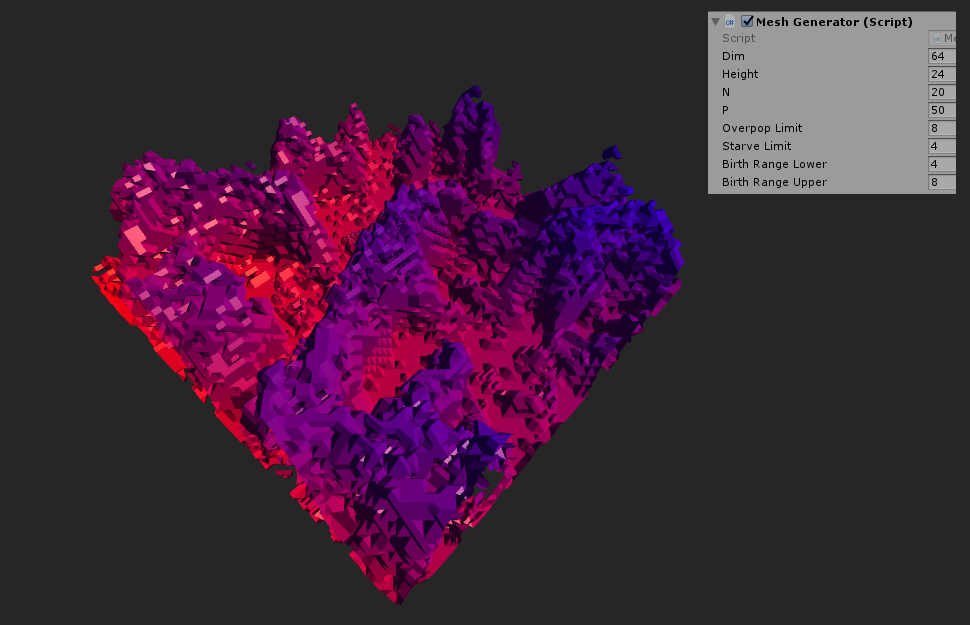 Mesh Generator (Script)
Script
Dim 64
Height 24
N 20
P 50
Overpop Limit 8
Starve Limit 4
Birth Range Lower 4
Birth Range Upper 8